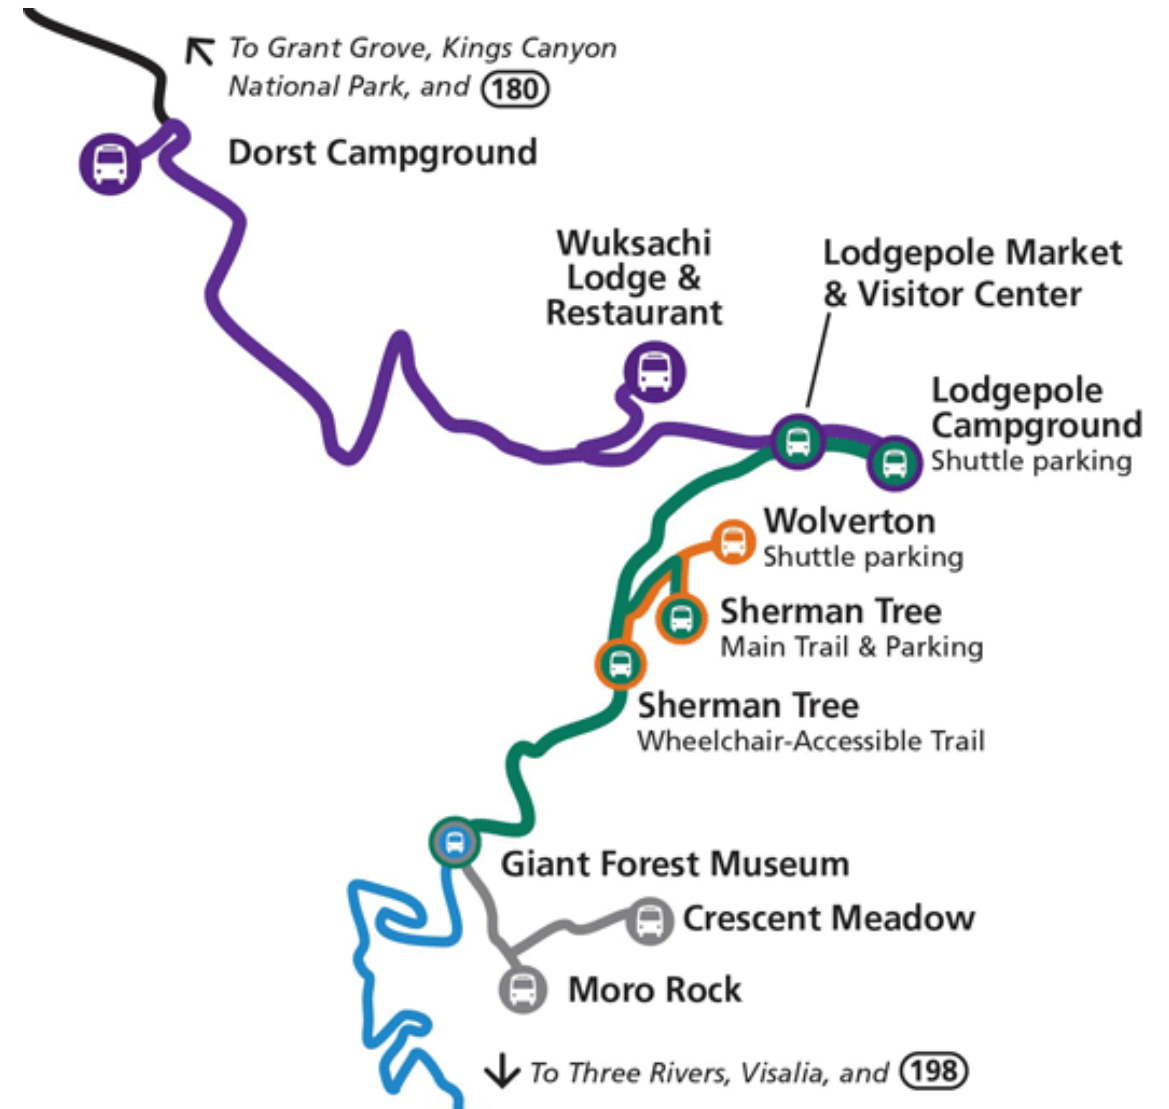 To Grant Grove, Kings Canyon
National Park, and 180
Dorst Campground
Wuksachi
Lodge &
Restaurant
Lodgepole Market
& Visitor Center
Lodgepole
Campground
Shuttle parking
Wolverton
Shuttle parking
Sherman Tree
Main Trail & Parking
Sherman Tree
Wheelchair-Accessible Trail
Giant Forest Museum
Crescent Meadow
Moro Rock
To Three Rivers, Visalia, and 198